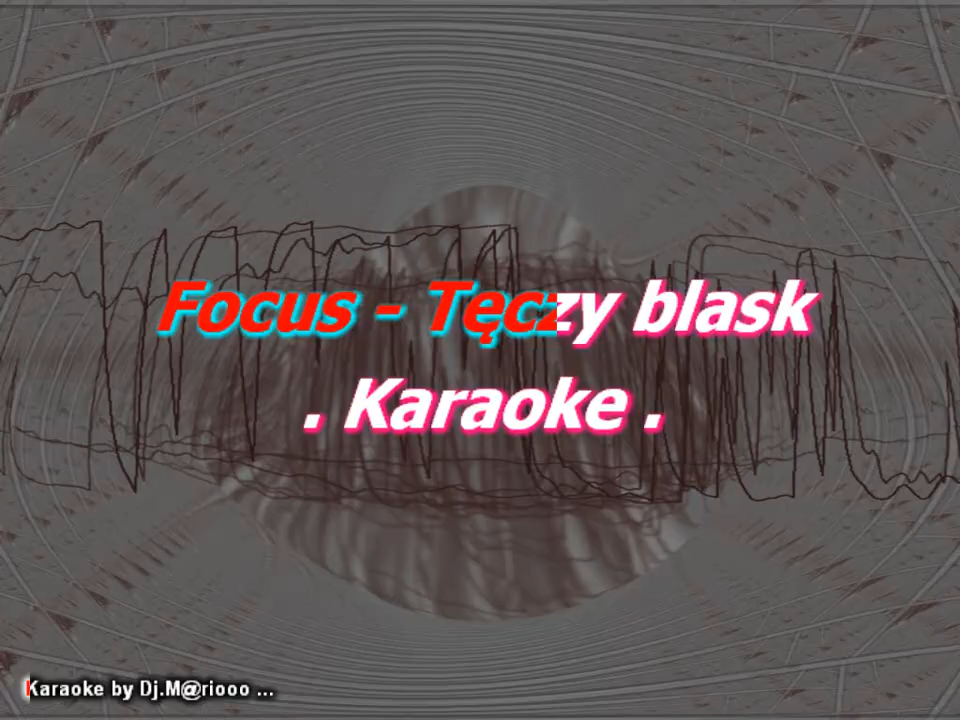 Focus - Tęczy blask
. Karaoke .
Karaoke by Dj.M@riooo ...